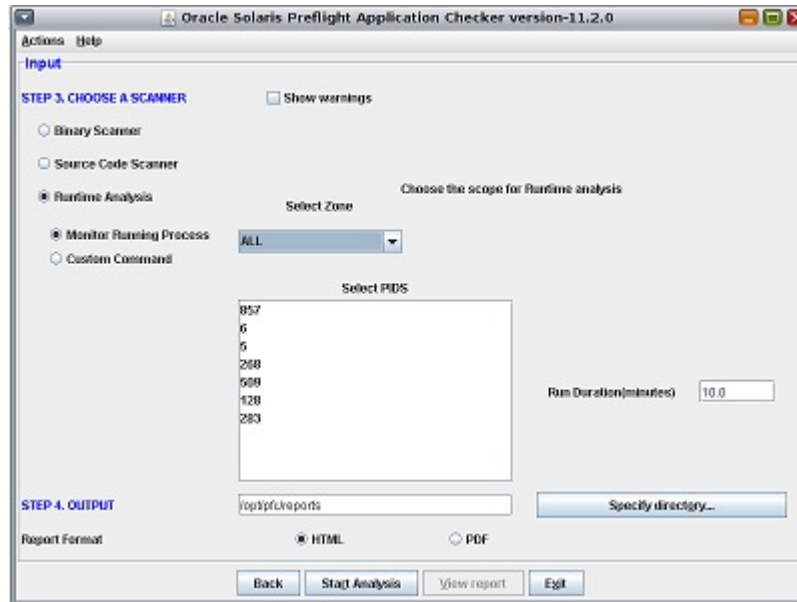 Oracle Solaris Preflight Application Checker version-11.2.0
Actions Help
Input
STEP 3. CHOOSE A SCANNER
Show warnings
Binary Scanner
Source Code Scanner
Runtime Analysis
Choose the scope for Runtime analysis
Select Zone
Monitor Running Process
ALL
Custom Command
Select PIDS
857
6
5
268
509
128
283
Run Duration(minutes)
10.0
STEP 4. OUTPUT
/opt/pfc/reports
Specify directory...
Report Format
HTML
PDF
Back
Start Analysis
View report
Exit